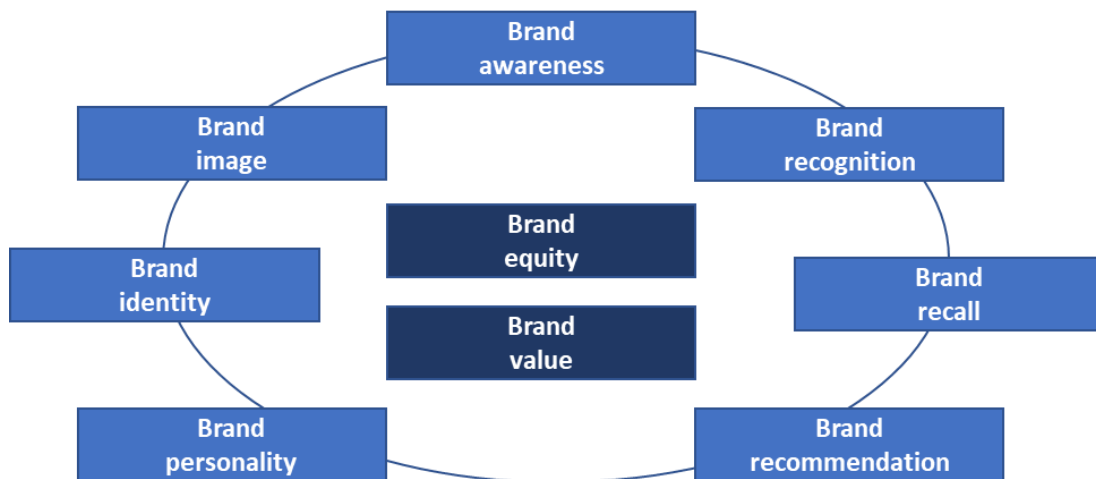 Brand
awareness
Brand
image
Brand
recognition
Brand
equity
Brand
identity
Brand
recall
Brand
value
Brand
personality
Brand
recommendation